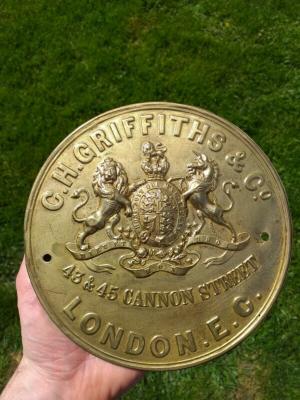 C.H. GRIFFITHS & Co.
43 & 45 CANNON STREET
LONDON. E.C.